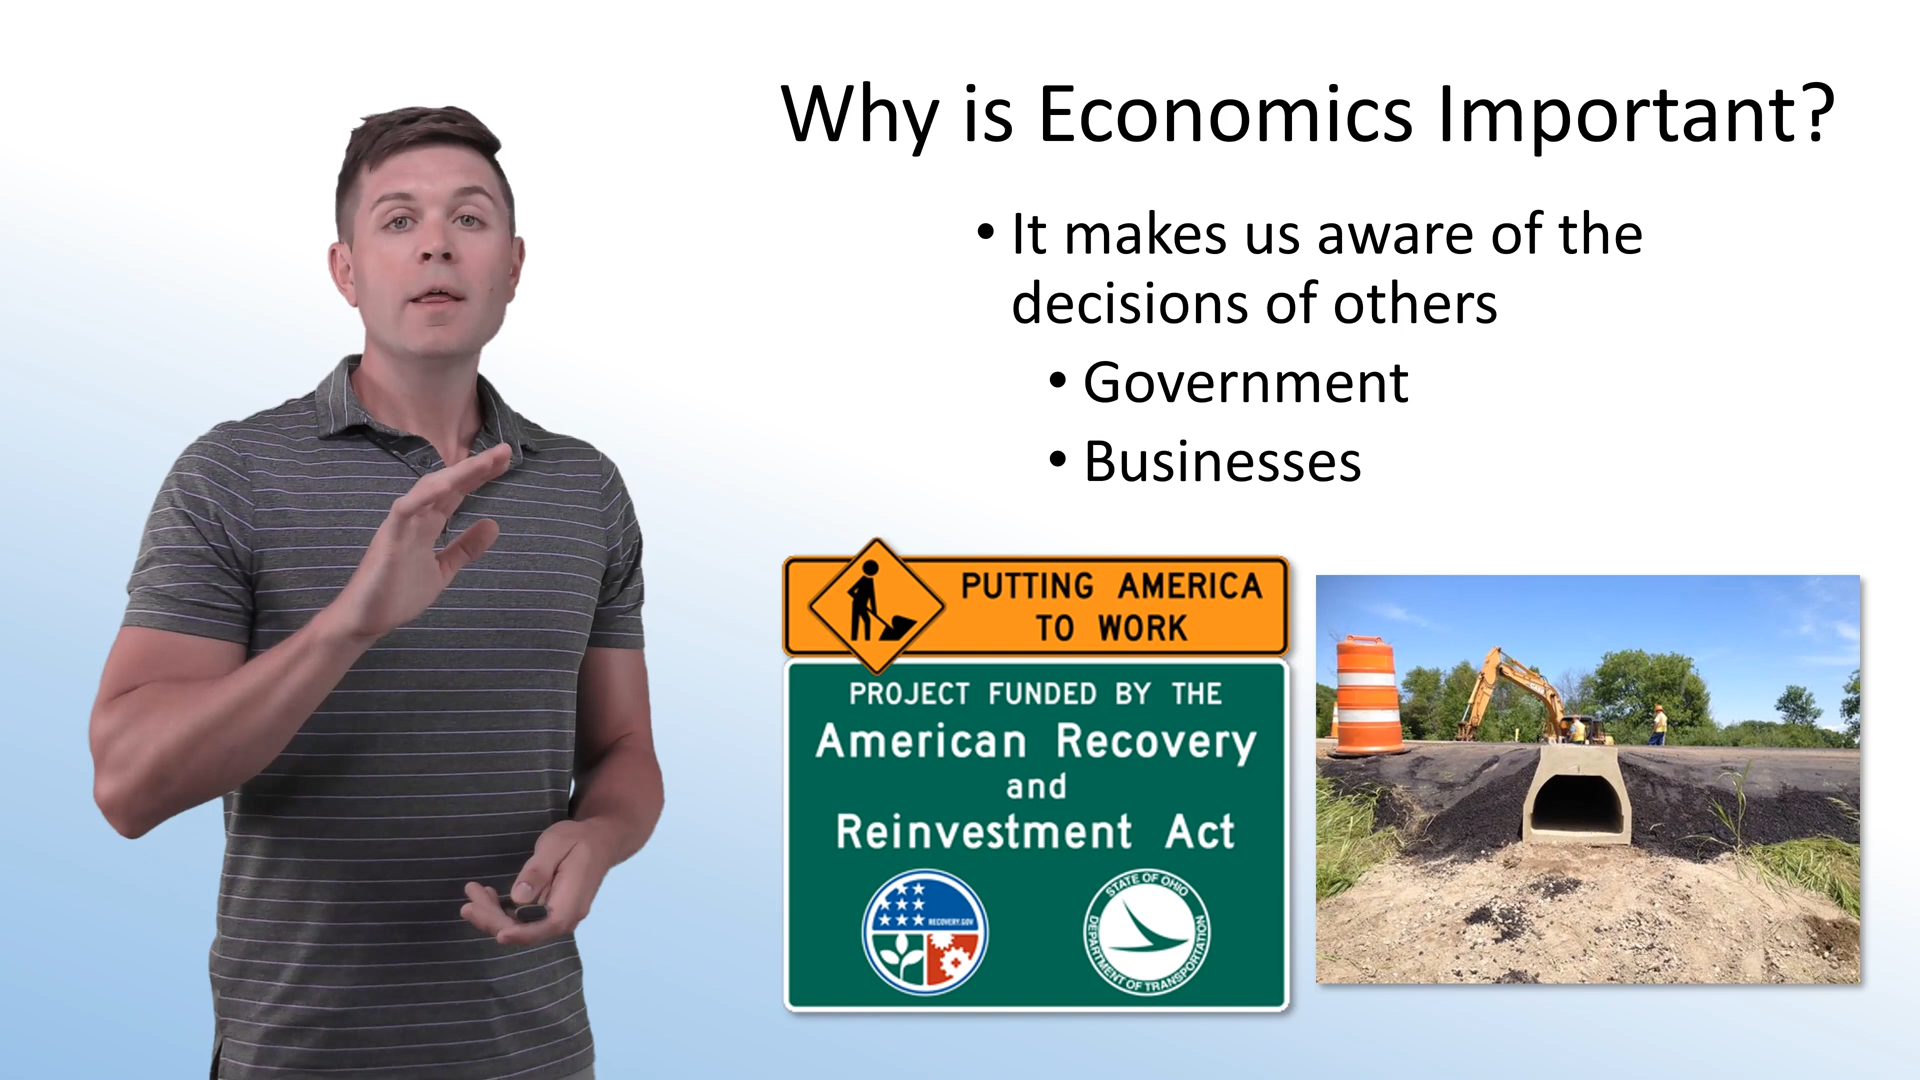 Why is Economics Important?
• It makes us aware of the
decisions of others
• Government
• Businesses
PUTTING AMERICA
TO WORK
PROJECT FUNDED BY THE
American Recovery
and
Reinvestment Act
RECOVERY.GOV
STATE OF OHIO
DEPARTMENT OF TRANSPORTATION